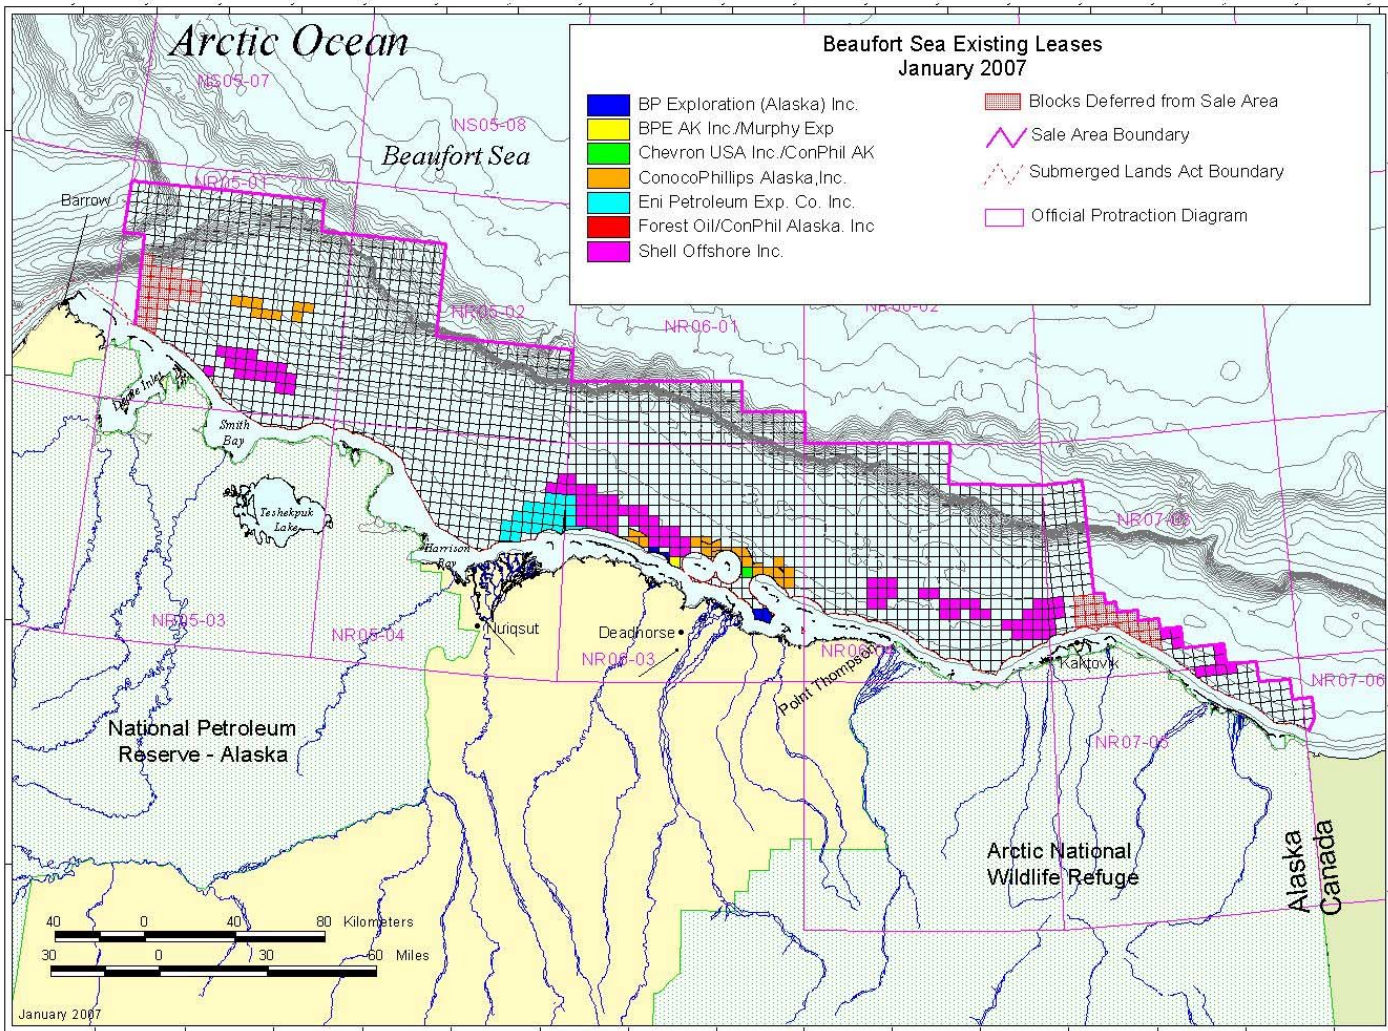 Arctic Ocean
Beaufort Sea Existing Leases
January 2007
NS05-07
BP Exploration (Alaska) Inc.
Blocks Deferred from Sale Area
NS05-08
BPE AK Inc./Murphy Exp
Sale Area Boundary
Beaufort Sea
Chevron USA Inc./ConPhil AK
ConocoPhillips Alaska,Inc.
Submerged Lands Act Boundary
NR05-01
Barrow
Eni Petroleum Exp. Co. Inc.
Official Protraction Diagram
Forest Oil/ConPhil Alaska. Inc
Shell Offshore Inc.
NR05-02
NR06-01
NR06-02
Inlet
Smith
Bay
Teshekpuk
Lake
NR07-03
Harrison
Bay
NR05-03
NR05-04
Nuiqsut
Deadhorse
NR06-03
NR06-04
Point Thompson
Kaktovik
NR07-06
National Petroleum
Reserve - Alaska
NR07-05
Arctic National
Wildlife Refuge
Alaska
Canada
40 0 40 80 Kilometers
30 0 30 60 Miles
January 2007